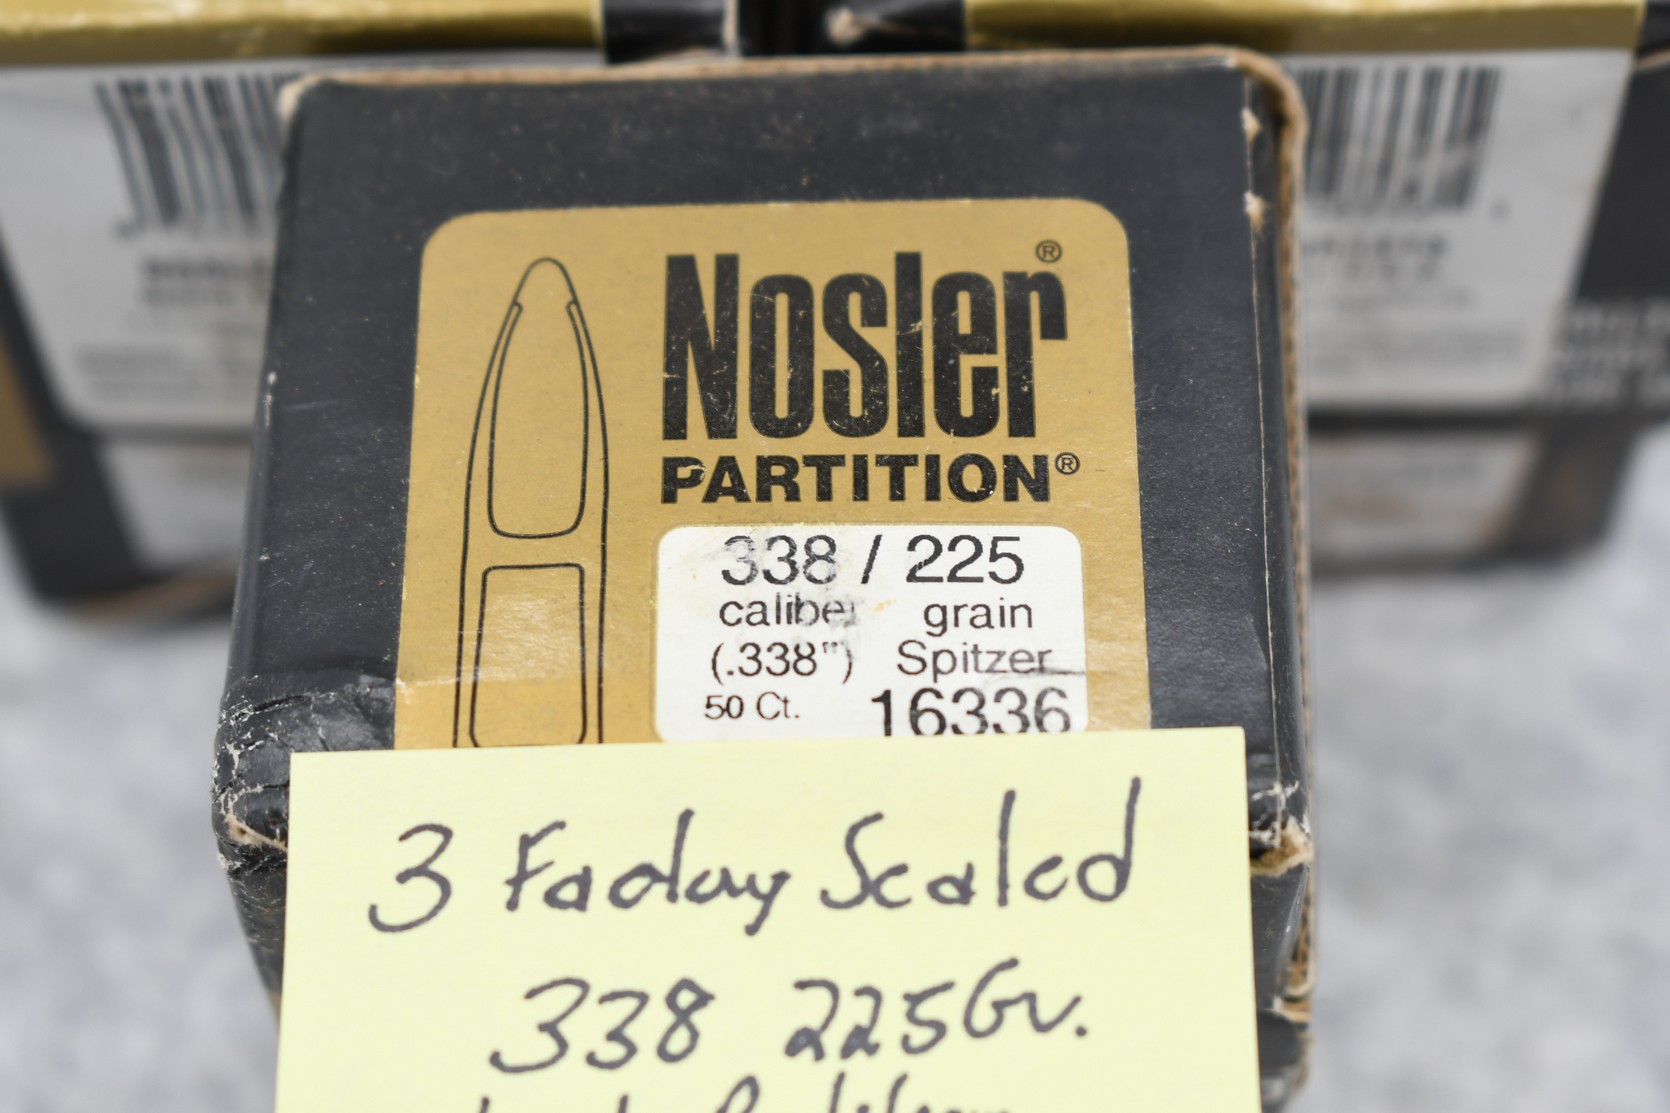 Nosler®
PARTITION®
338 / 225
caliber grain
(.338") Spitzer
50 Ct. 16336
3 Factory Sealed
338 225Gr.